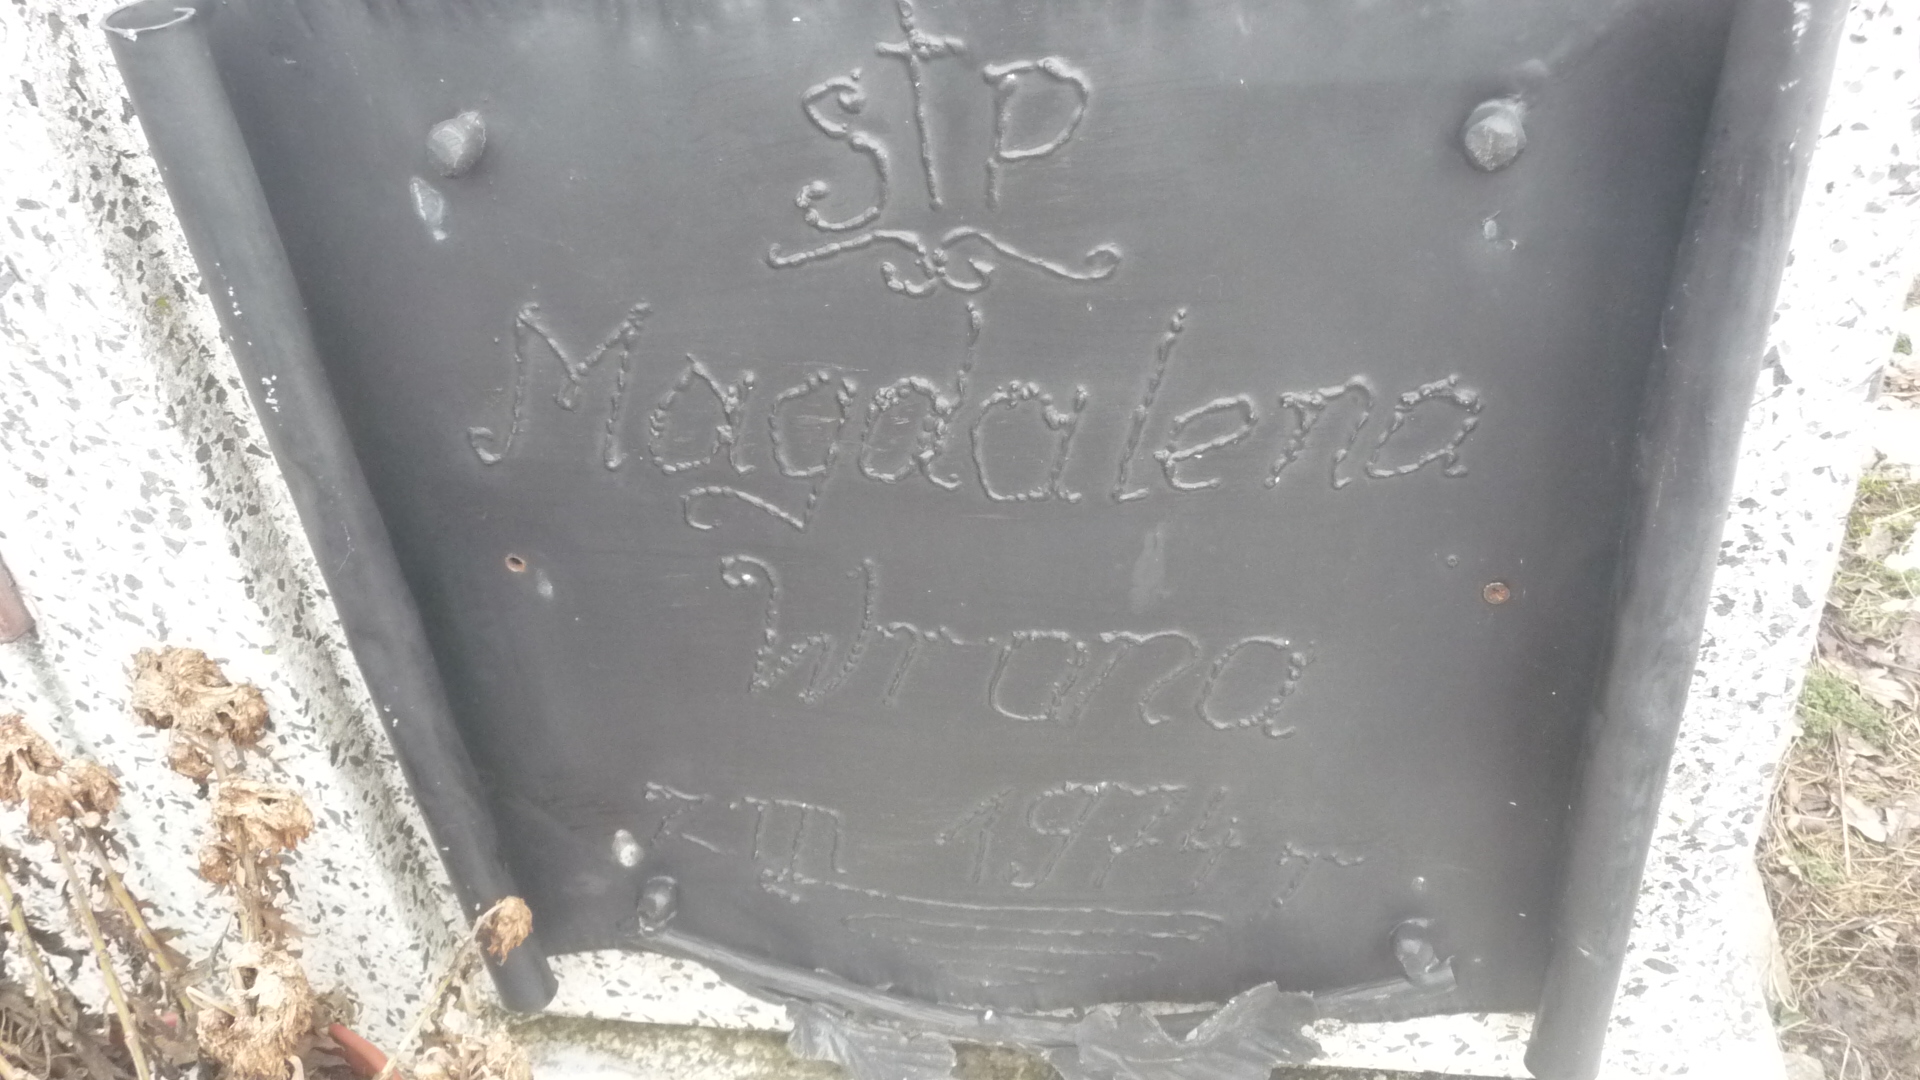 S†P
Magdalena
Wrona
7-III 1974 r